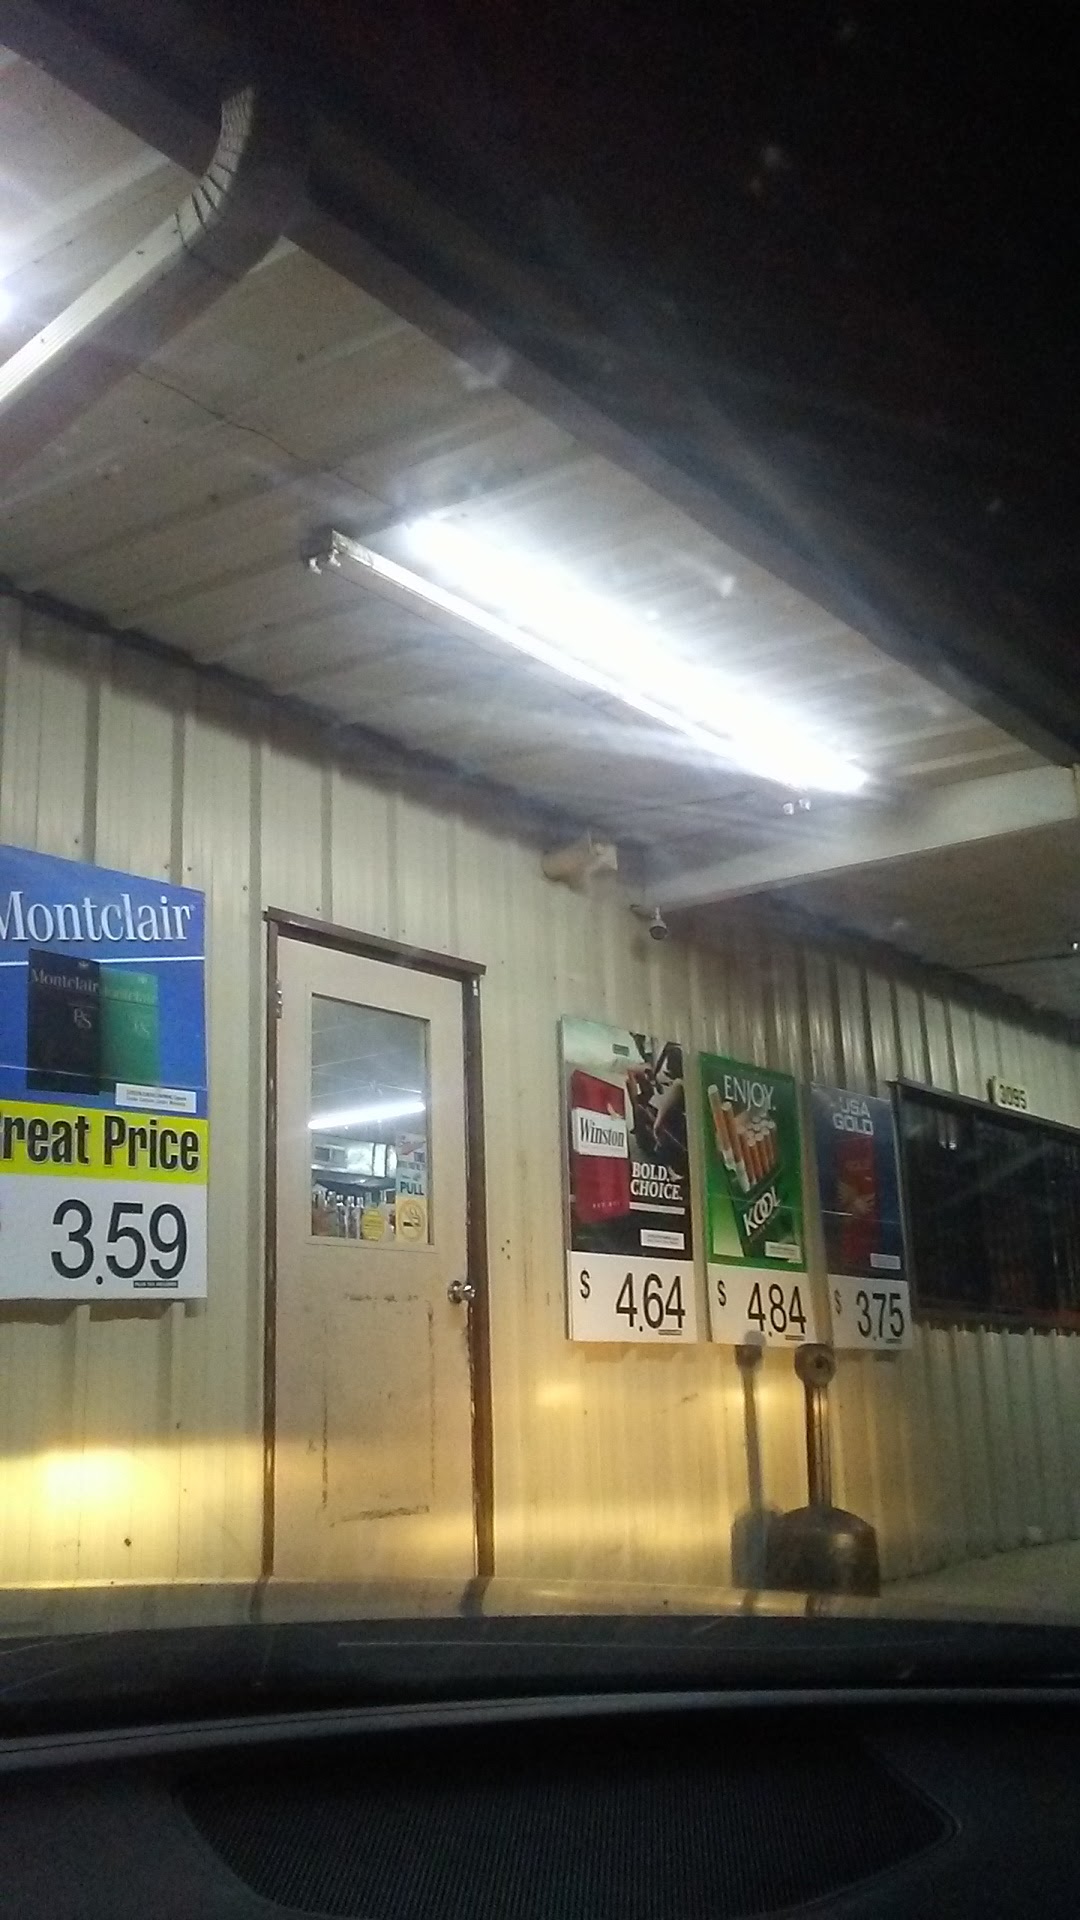 Montclair
Montclair
reat Price
3.59
PULL
Winston
BOLD.
CHOICE.
$ 4.64
ENJOY.
KOOL
$ 4.84
USA
GOLD
$ 3.75
3095